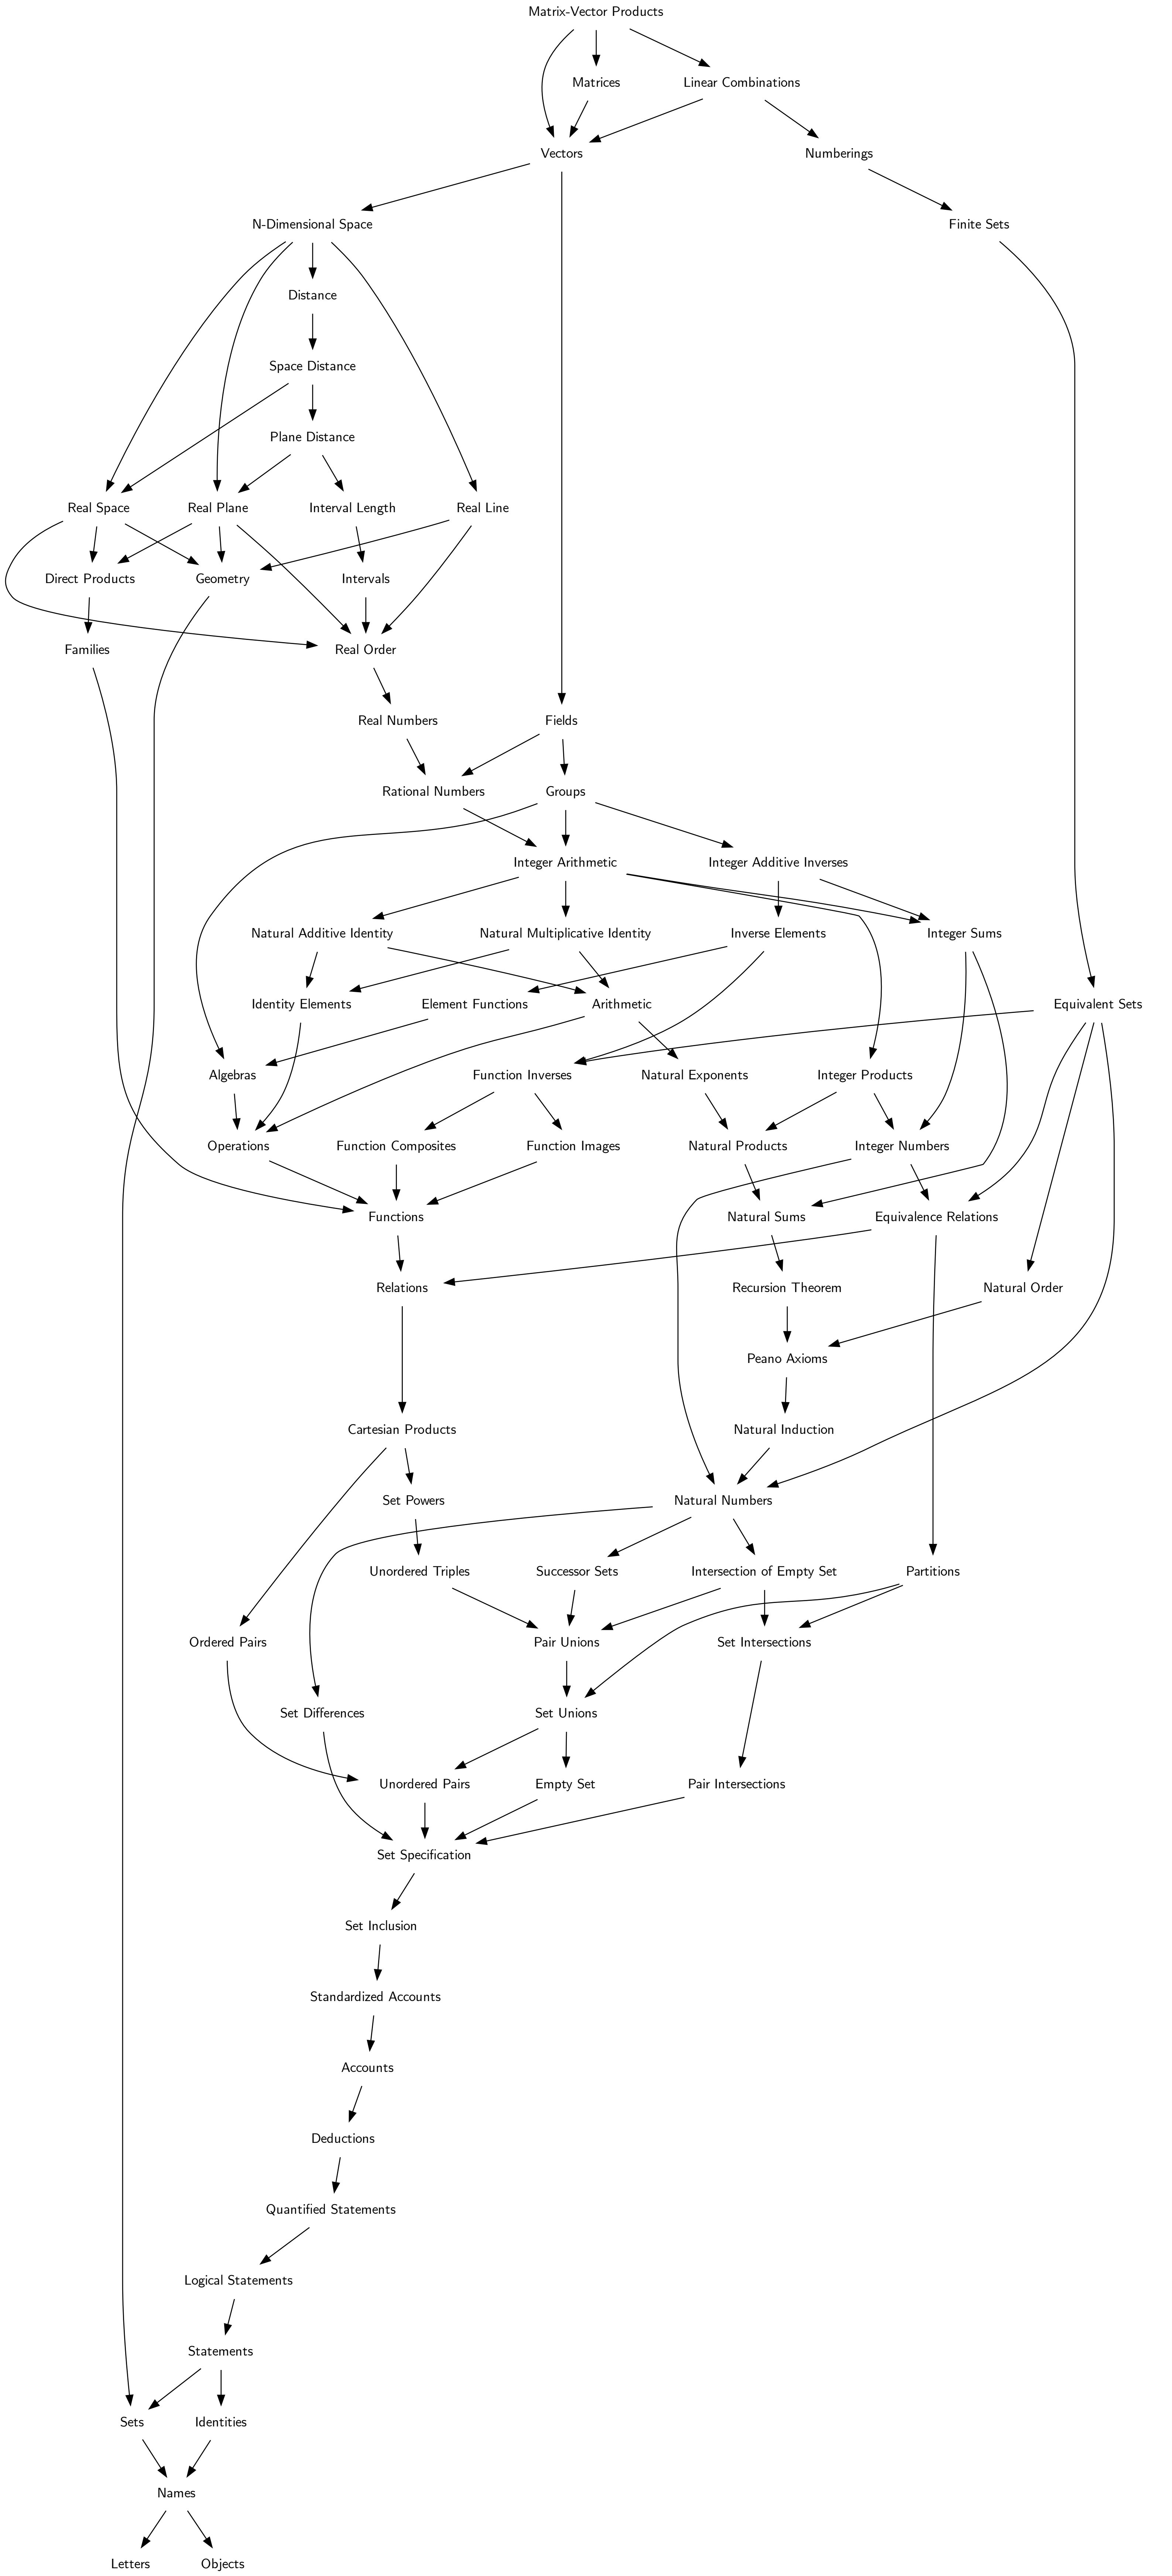 Matrix-Vector Products
Matrices
Linear Combinations
Vectors
Numberings
N-Dimensional Space
Finite Sets
Distance
Space Distance
Plane Distance
Real Space
Real Plane
Interval Length
Real Line
Direct Products
Geometry
Intervals
Families
Real Order
Real Numbers
Fields
Rational Numbers
Groups
Integer Arithmetic
Integer Additive Inverses
Natural Additive Identity
Natural Multiplicative Identity
Inverse Elements
Integer Sums
Identity Elements
Element Functions
Arithmetic
Equivalent Sets
Algebras
Function Inverses
Natural Exponents
Integer Products
Operations
Function Composites
Function Images
Natural Products
Integer Numbers
Functions
Natural Sums
Equivalence Relations
Relations
Recursion Theorem
Natural Order
Peano Axioms
Cartesian Products
Natural Induction
Set Powers
Natural Numbers
Unordered Triples
Successor Sets
Intersection of Empty Set
Partitions
Ordered Pairs
Pair Unions
Set Intersections
Set Differences
Set Unions
Unordered Pairs
Empty Set
Pair Intersections
Set Specification
Set Inclusion
Standardized Accounts
Accounts
Deductions
Quantified Statements
Logical Statements
Statements
Sets
Identities
Names
Letters
Objects